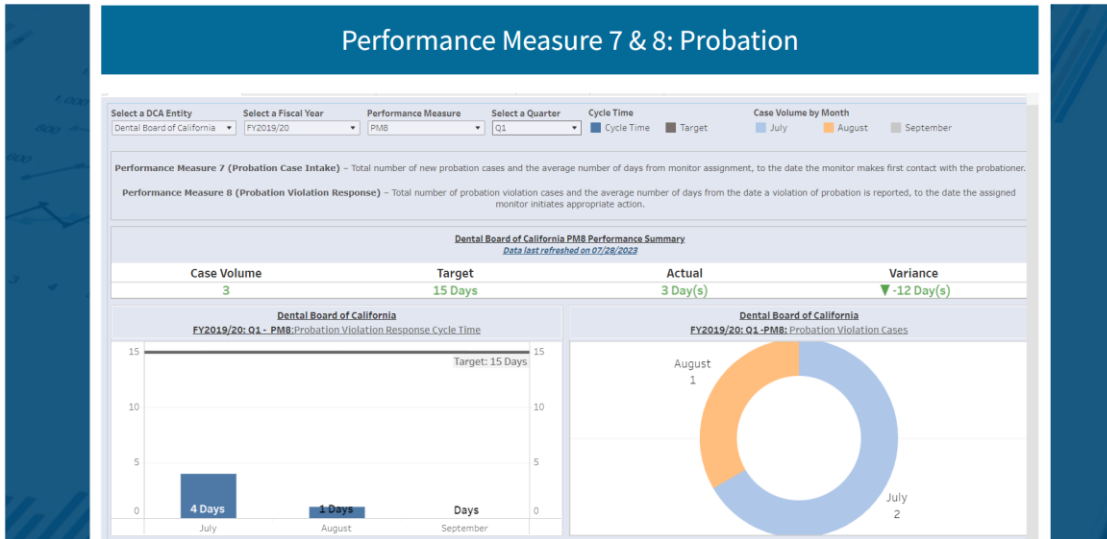 Performance Measure 7 & 8: Probation
Select a DCA Entity
Select a Fiscal Year
Performance Measure
Select a Quarter
Cycle Time
Case Volume by Month
Dental Board of California
FY2019/20
PM8
Q1
Cycle Time
Target
July
August
September
Performance Measure 7 (Probation Case Intake) – Total number of new probation cases and the average number of days from monitor assignment, to the date the monitor makes first contact with the probationer.
Performance Measure 8 (Probation Violation Response) – Total number of probation violation cases and the average number of days from the date a violation of probation is reported, to the date the assigned
monitor initiates appropriate action.
Dental Board of California PM8 Performance Summary
Data last refreshed on 07/28/2023
Case Volume
Target
Actual
Variance
3
15 Days
3 Day(s)
▼ -12 Day(s)
Dental Board of California
FY2019/20: Q1 - PM8:Probation Violation Response Cycle Time
15
15
Target: 15 Days
10
10
5
5
0
0
4 Days
1 Days
Days
July
August
September
Dental Board of California
FY2019/20: Q1 -PM8: Probation Violation Cases
August
1
July
2
1,000
800
600